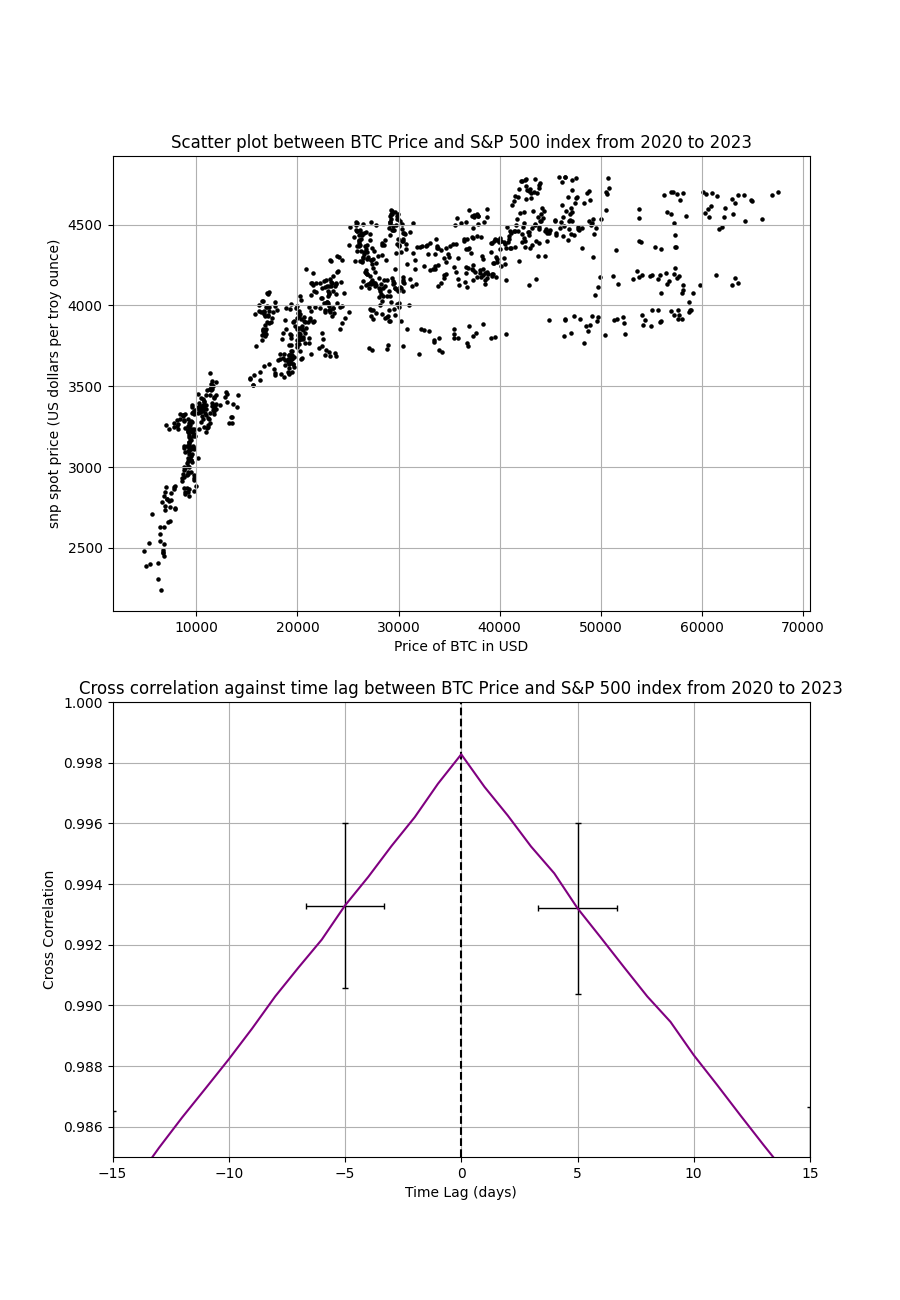 Scatter plot between BTC Price and S&P 500 index from 2020 to 2023
snp spot price (US dollars per troy ounce)
4500
4000
3500
3000
2500
10000 20000 30000 40000 50000 60000 70000
Price of BTC in USD
Cross correlation against time lag between BTC Price and S&P 500 index from 2020 to 2023
Cross Correlation
1.000
0.998
0.996
0.994
0.992
0.990
0.988
0.986
−15 −10 −5 0 5 10 15
Time Lag (days)